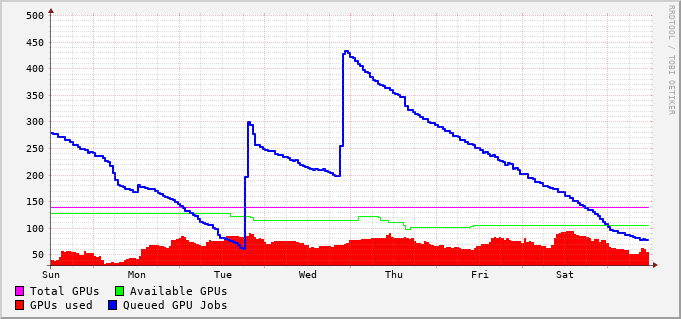 500
450
400
350
300
250
200
150
100
50
Sun Mon Tue Wed Thu Fri Sat
Total GPUs Available GPUs
GPUs used Queued GPU Jobs
RRDTOOL / TOBI OETIKER